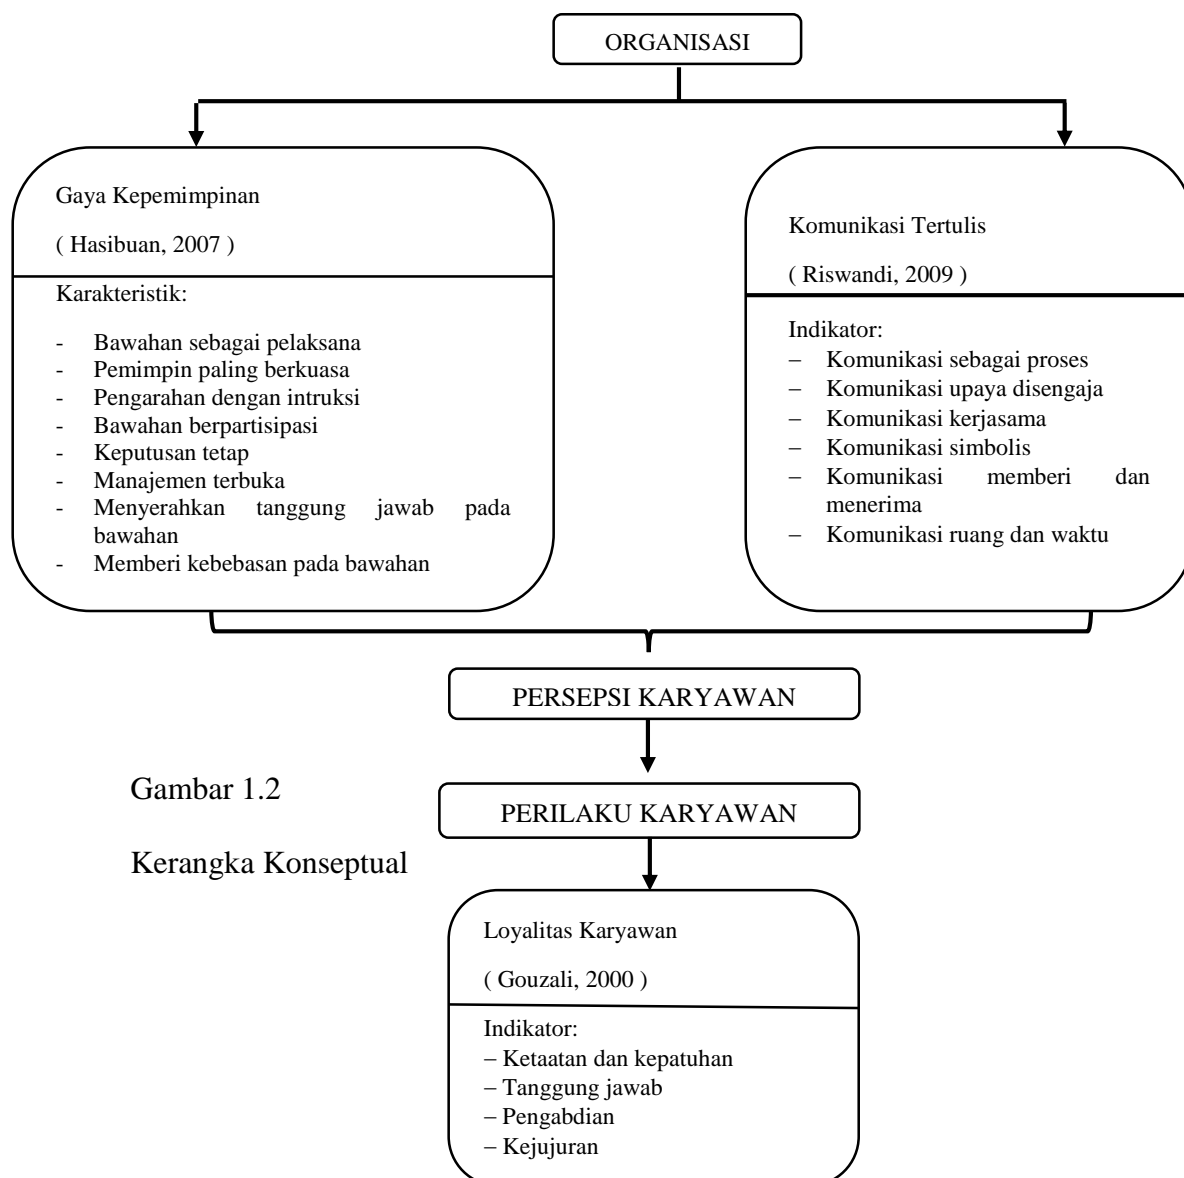 ORGANISASI
Gaya Kepemimpinan
( Hasibuan, 2007 )
Karakteristik:
- Bawahan sebagai pelaksana
- Pemimpin paling berkuasa
- Pengarahan dengan intruksi
- Bawahan berpartisipasi
- Keputusan tetap
- Manajemen terbuka
- Menyerahkan tanggung jawab pada
bawahan
- Memberi kebebasan pada bawahan
Komunikasi Tertulis
( Riswandi, 2009 )
Indikator:
– Komunikasi sebagai proses
– Komunikasi upaya disengaja
– Komunikasi kerjasama
– Komunikasi simbolis
– Komunikasi memberi dan
menerima
– Komunikasi ruang dan waktu
PERSEPSI KARYAWAN
Gambar 1.2
PERILAKU KARYAWAN
Kerangka Konseptual
Loyalitas Karyawan
( Gouzali, 2000 )
Indikator:
– Ketaatan dan kepatuhan
– Tanggung jawab
– Pengabdian
– Kejujuran